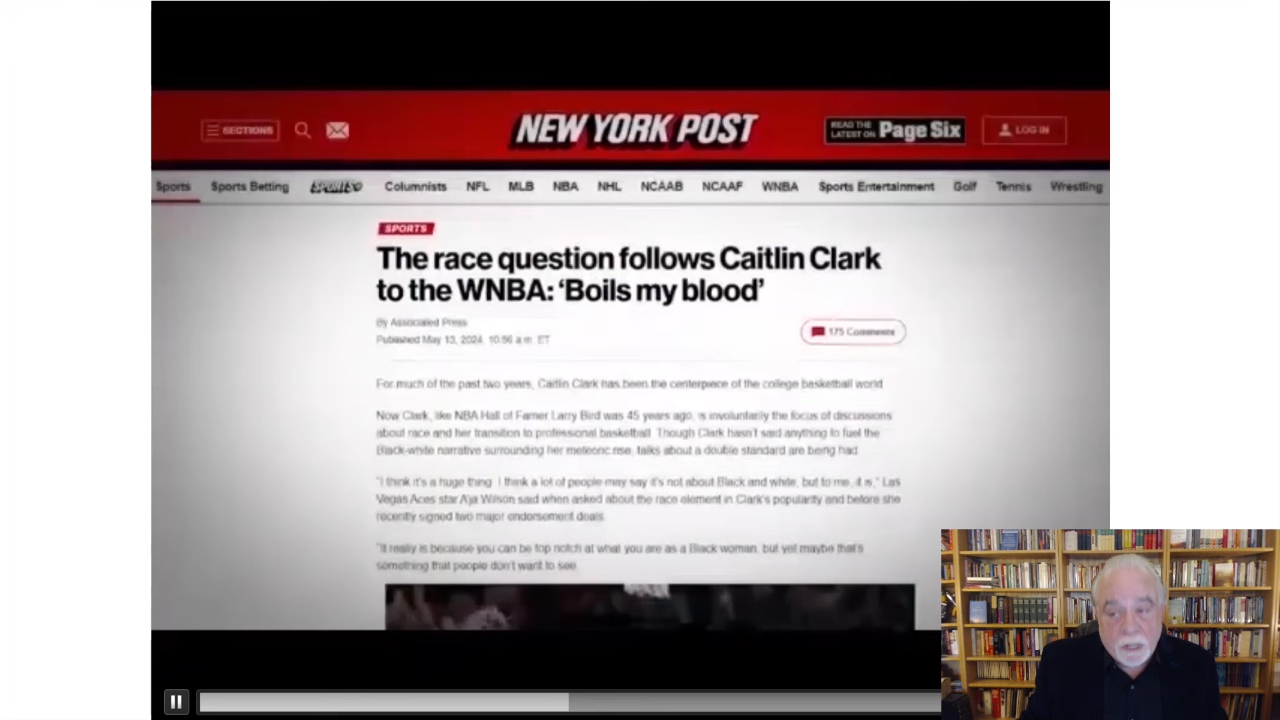 SECTIONS
NEW YORK POST
READ THE LATEST ON Page Six
LOG IN
Sports Sports Betting SPORTS+ Columnists NFL MLB NBA NHL NCAAB NCAAF WNBA Sports Entertainment Golf Tennis Wrestling
SPORTS
The race question follows Caitlin Clark
to the WNBA: ‘Boils my blood’
By Associated Press
Published May 13, 2024, 10:56 a.m. ET
175 Comments
For much of the past two years, Caitlin Clark has been the centerpiece of the college basketball world
Now Clark, like NBA Hall of Famer Larry Bird was 45 years ago, is involuntarily the focus of discussions
about race and her transition to professional basketball. Though Clark hasn’t said anything to fuel the
Black-white narrative surrounding her meteoric rise, talks about a double standard are being had
“I think it’s a huge thing. I think a lot of people may say it’s not about Black and white, but to me, it is,” Las
Vegas Aces star A’ja Wilson said when asked about the race element in Clark’s popularity and before she
recently signed two major endorsement deals.
“It really is because you can be top notch at what you are as a Black woman, but yet maybe that’s
something that people don’t want to see